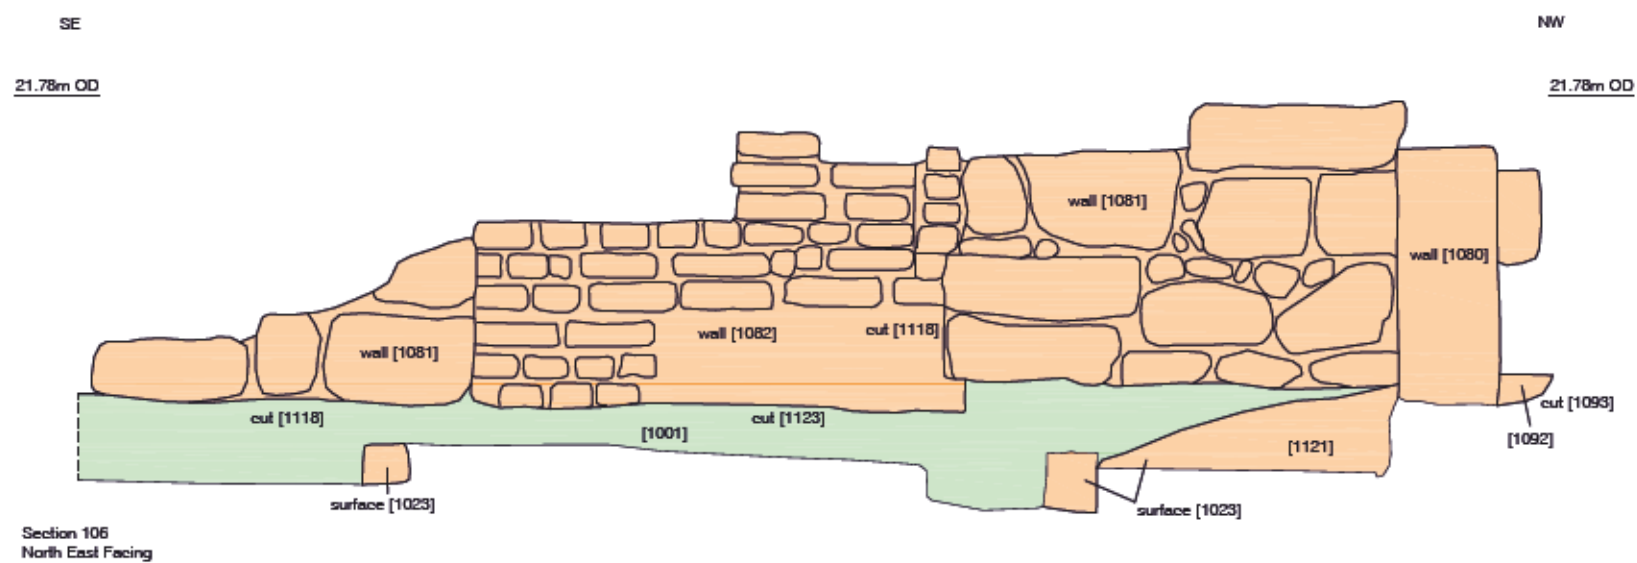 SE
NW
21.78m OD
21.78m OD
wall [1081]
wall [1080]
wall [1082]
cut [1118]
wall [1081]
cut [1118]
cut [1123]
cut [1093]
[1001]
[1092]
[1121]
surface [1023]
surface [1023]
Section 106
North East Facing